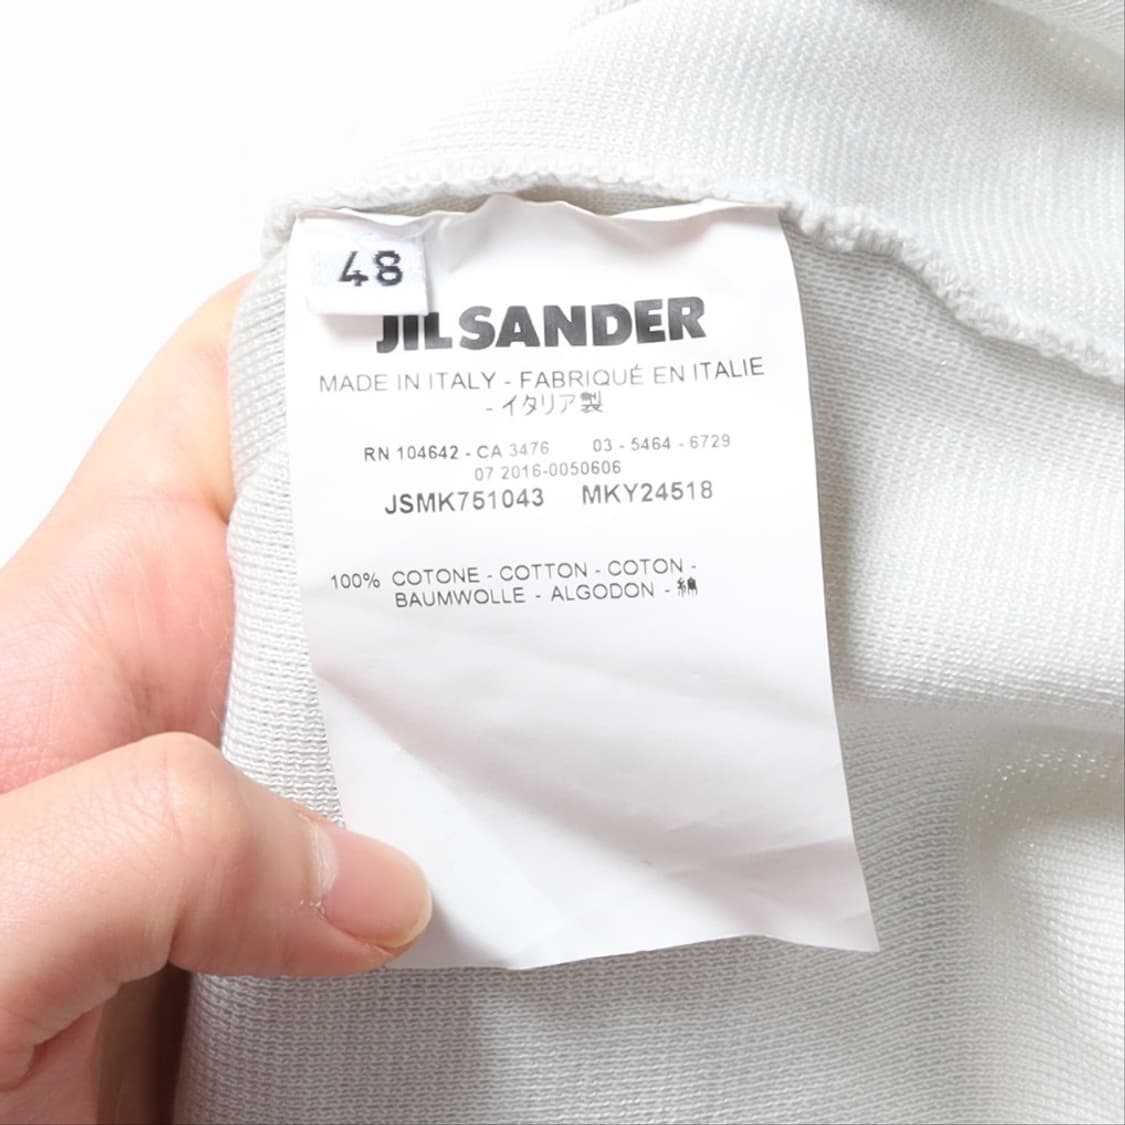 48
JIL SANDER
MADE IN ITALY - FABRIQUÉ EN ITALIE
- イタリア製
RN 104642 - CA 3476 03 - 5464 - 6729
07 2016-0050606
JSMK751043 MKY24518
100% COTONE - COTTON - COTON -
BAUMWOLLE - ALGODON - 綿